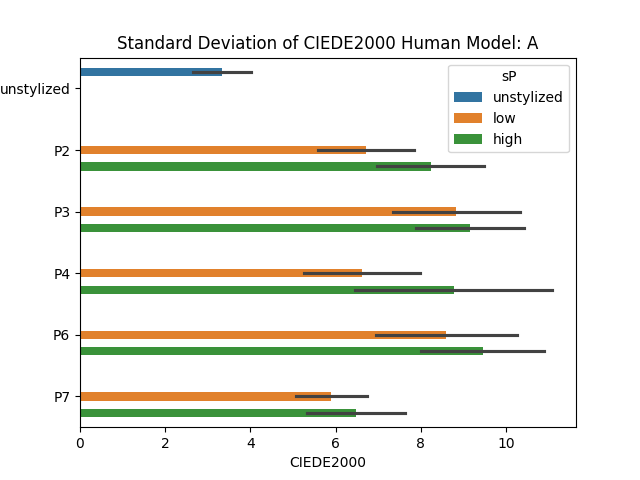 Standard Deviation of CIEDE2000 Human Model: A
sP
unstylized
low
high
unstylized
P2
P3
P4
P6
P7
0 2 4 6 8 10
CIEDE2000